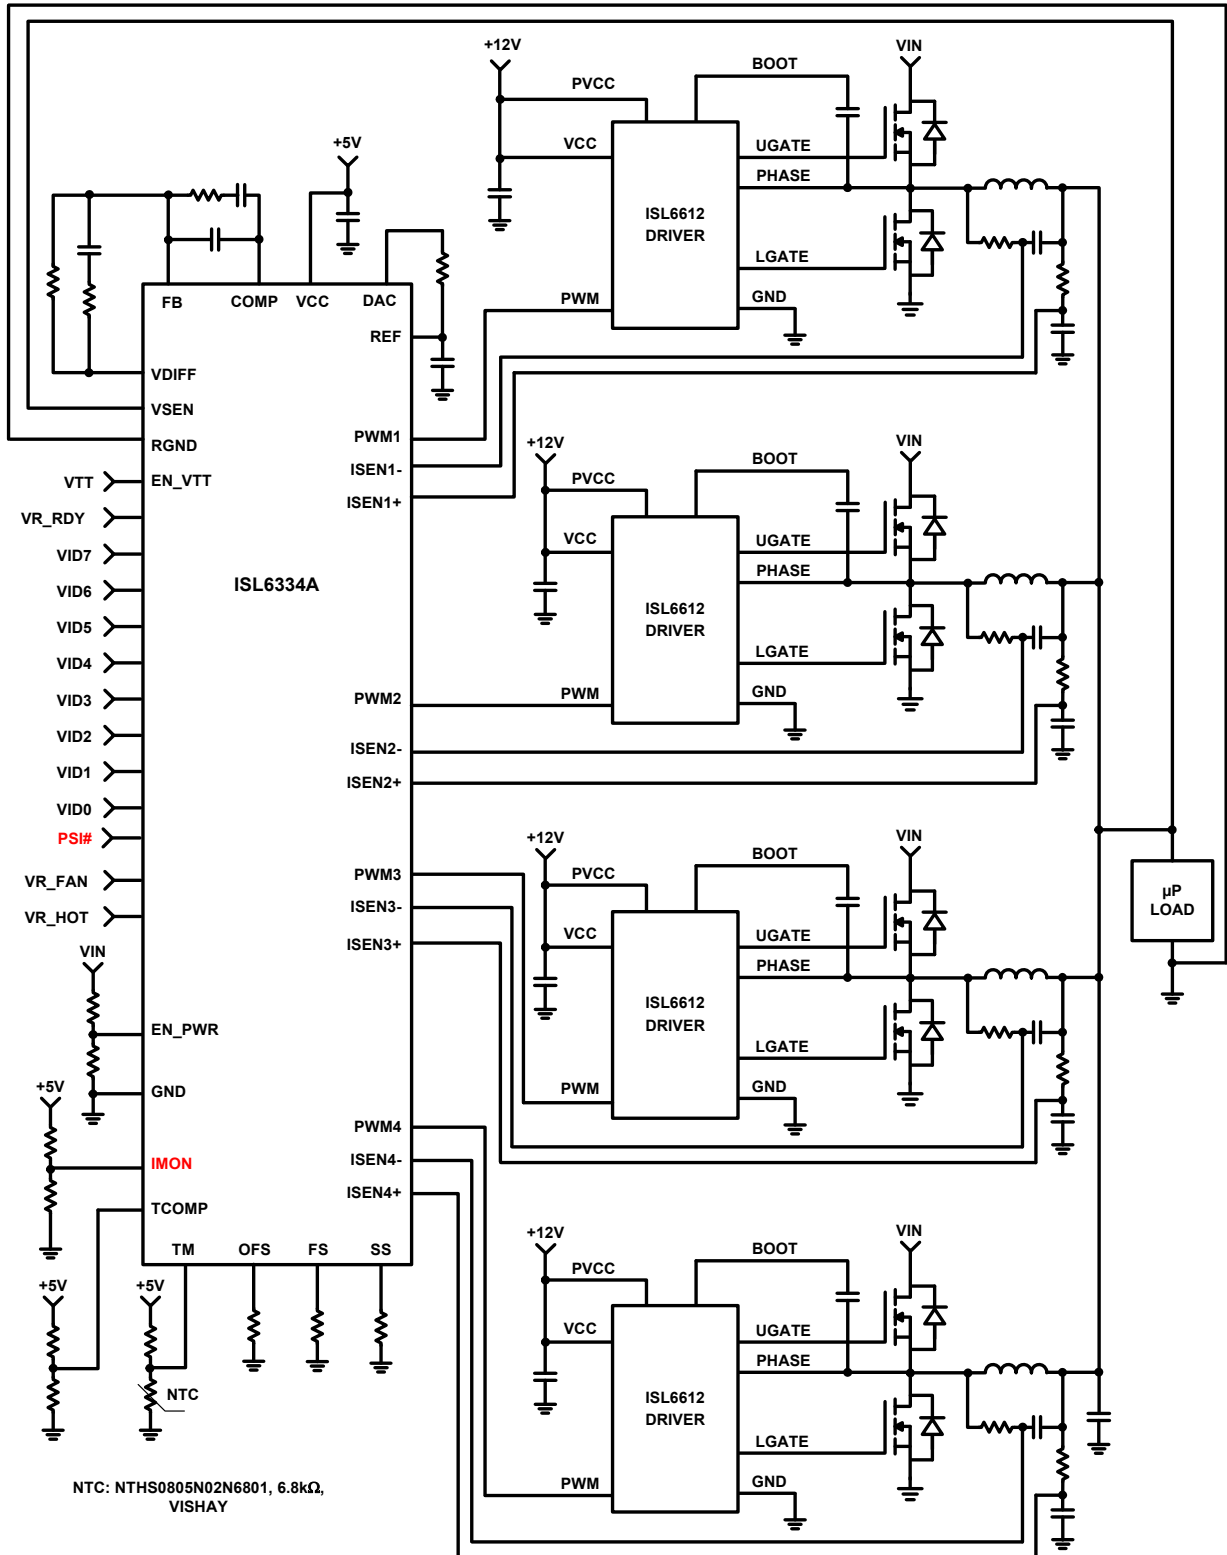 +12V
PVCC
BOOT
VIN
VCC
UGATE
PHASE
ISL6612
DRIVER
LGATE
PWM
GND
+5V
FB
COMP
VCC
DAC
REF
VDIFF
VSEN
RGND
PWM1
ISEN1-
ISEN1+
VTT
EN_VTT
VR_RDY
VID7
VID6
VID5
VID4
VID3
VID2
VID1
VID0
PSI#
VR_FAN
VR_HOT
ISL6334A
VIN
EN_PWR
GND
+5V
IMON
TCOMP
TM
OFS
FS
SS
+5V
+5V
NTC
PWM2
ISEN2-
ISEN2+
PWM3
ISEN3-
ISEN3+
PWM4
ISEN4-
ISEN4+
+12V
PVCC
BOOT
VIN
VCC
UGATE
PHASE
ISL6612
DRIVER
LGATE
PWM
GND
+12V
PVCC
BOOT
VIN
VCC
UGATE
PHASE
ISL6612
DRIVER
LGATE
PWM
GND
µP
LOAD
+12V
PVCC
BOOT
VIN
VCC
UGATE
PHASE
ISL6612
DRIVER
LGATE
PWM
GND
NTC: NTHS0805N02N6801, 6.8kΩ,
VISHAY